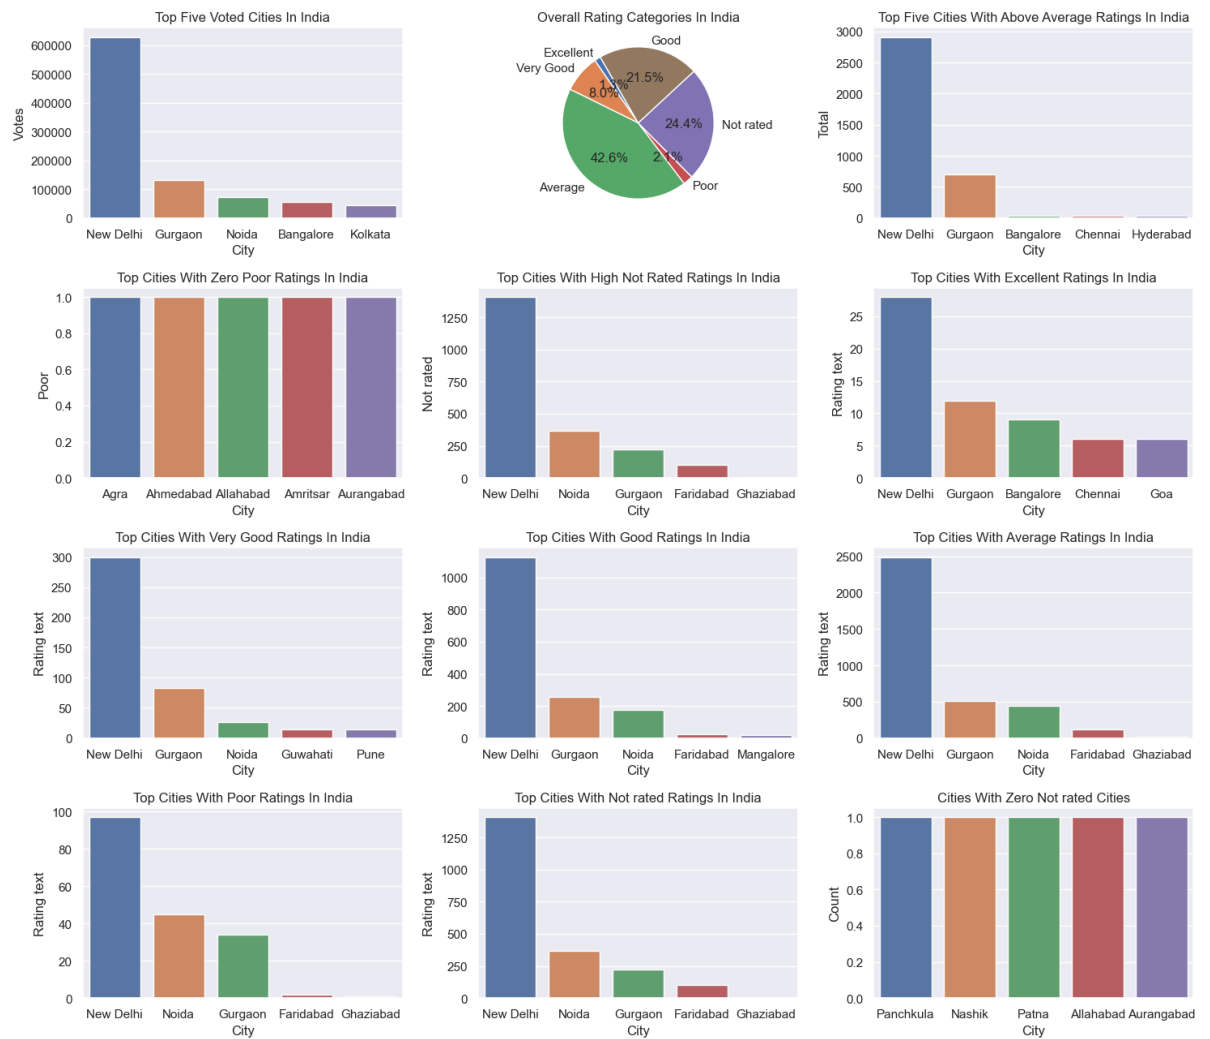 Top Five Voted Cities In India
Votes
600000
500000
400000
300000
200000
100000
0
New Delhi Gurgaon Noida Bangalore Kolkata
City
Overall Rating Categories In India
Good
Excellent
Very Good
21.5%
1.3%
8.0%
24.4%
Not rated
42.6%
2.1%
Average
Poor
Top Five Cities With Above Average Ratings In India
Total
3000
2500
2000
1500
1000
500
0
New Delhi Gurgaon Bangalore Chennai Hyderabad
City
Top Cities With Zero Poor Ratings In India
Poor
1.0
0.8
0.6
0.4
0.2
0.0
Agra Ahmedabad Allahabad Amritsar Aurangabad
City
Top Cities With High Not Rated Ratings In India
Not rated
1250
1000
750
500
250
0
New Delhi Noida Gurgaon Faridabad Ghaziabad
City
Top Cities With Excellent Ratings In India
Rating text
25
20
15
10
5
0
New Delhi Gurgaon Bangalore Chennai Goa
City
Top Cities With Very Good Ratings In India
Rating text
300
250
200
150
100
50
0
New Delhi Gurgaon Noida Guwahati Pune
City
Top Cities With Good Ratings In India
Rating text
1000
800
600
400
200
0
New Delhi Gurgaon Noida Faridabad Mangalore
City
Top Cities With Average Ratings In India
Rating text
2500
2000
1500
1000
500
0
New Delhi Gurgaon Noida Faridabad Ghaziabad
City
Top Cities With Poor Ratings In India
Rating text
100
80
60
40
20
0
New Delhi Noida Gurgaon Faridabad Ghaziabad
City
Top Cities With Not rated Ratings In India
Rating text
1250
1000
750
500
250
0
New Delhi Noida Gurgaon Faridabad Ghaziabad
City
Cities With Zero Not rated Cities
Count
1.0
0.8
0.6
0.4
0.2
0.0
Panchkula Nashik Patna Allahabad Aurangabad
City